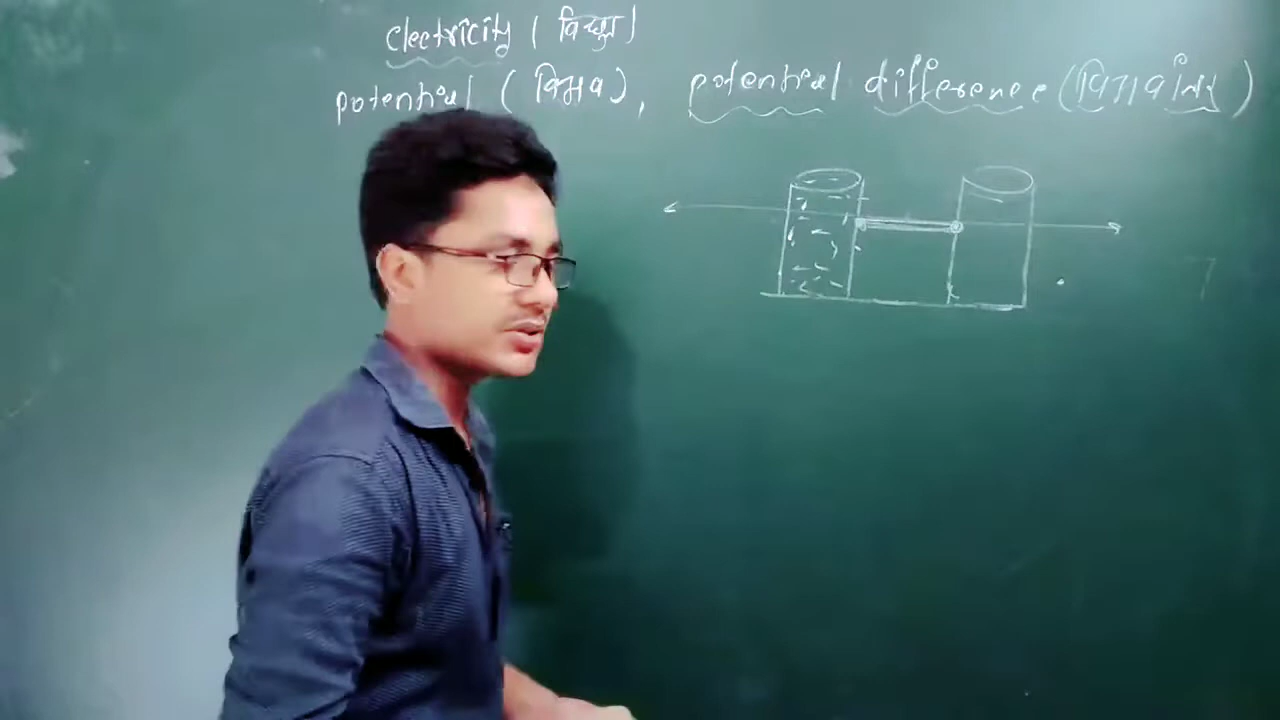 electricity ( विद्युत )
potential ( विभव ) , potential difference ( विभवांतर )